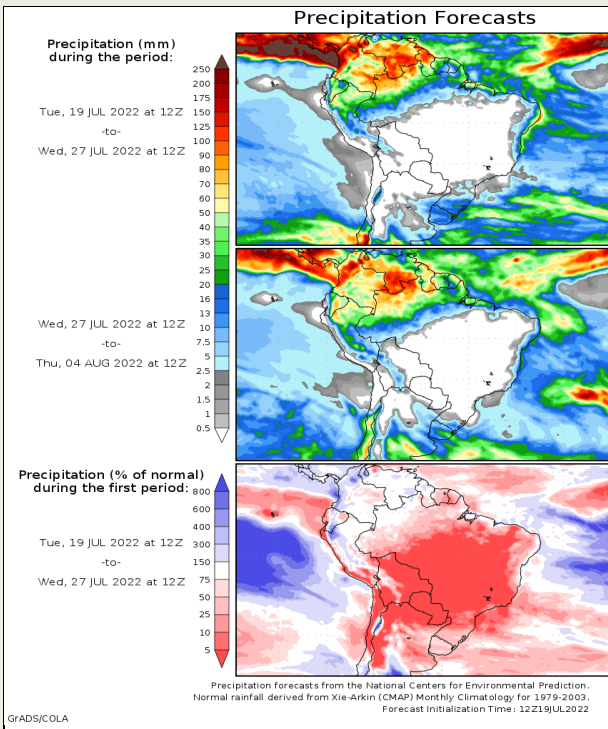 Precipitation Forecasts
Precipitation (mm)
during the period:
Tue, 19 JUL 2022 at 12Z
-to-
Wed, 27 JUL 2022 at 12Z
250
200
175
150
125
100
90
80
70
60
50
40
35
30
25
20
16
13
10
7.5
5
2.5
2
1.5
1
0.5
Wed, 27 JUL 2022 at 12Z
-to-
Thu, 04 AUG 2022 at 12Z
Precipitation (% of normal)
during the first period:
Tue, 19 JUL 2022 at 12Z
-to-
Wed, 27 JUL 2022 at 12Z
800
600
400
300
150
75
50
25
10
5
Precipitation forecasts from the National Centers for Environmental Prediction.
Normal rainfall derived from Xie-Arkin (CMAP) Monthly Climatology for 1979-2003.
Forecast Initialization Time: 12Z19JUL2022
GrADS/COLA